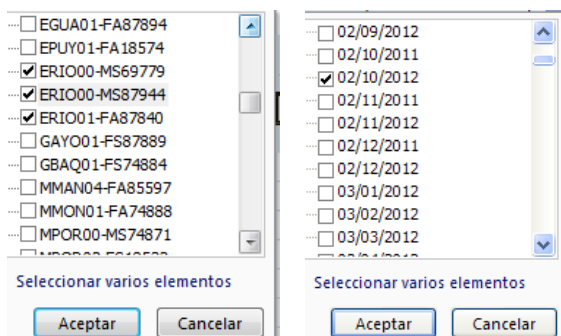 EGUA01-FA87894
EPUY01-FA18574
ERIO00-MS69779
ERIO00-MS87944
ERIO01-FA87840
GAYO01-FS87889
GBAQ01-FS74884
MMAN04-FA85597
MMON01-FA74888
MPOR00-MS74871
Seleccionar varios elementos
Aceptar
Cancelar
02/09/2012
02/10/2011
02/10/2012
02/11/2011
02/11/2012
02/12/2011
02/12/2012
03/01/2012
03/02/2012
03/03/2012
Seleccionar varios elementos
Aceptar
Cancelar